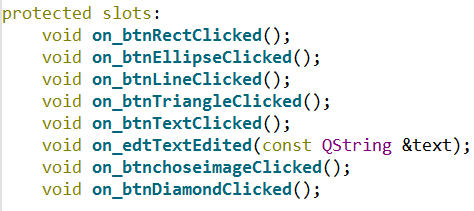 protected slots:
    void on_btnRectClicked();
    void on_btnEllipseClicked();
    void on_btnLineClicked();
    void on_btnTriangleClicked();
    void on_btnTextClicked();
    void on_edtTextEdited(const QString &text);
    void on_btnchoseimageClicked();
    void on_btnDiamondClicked();